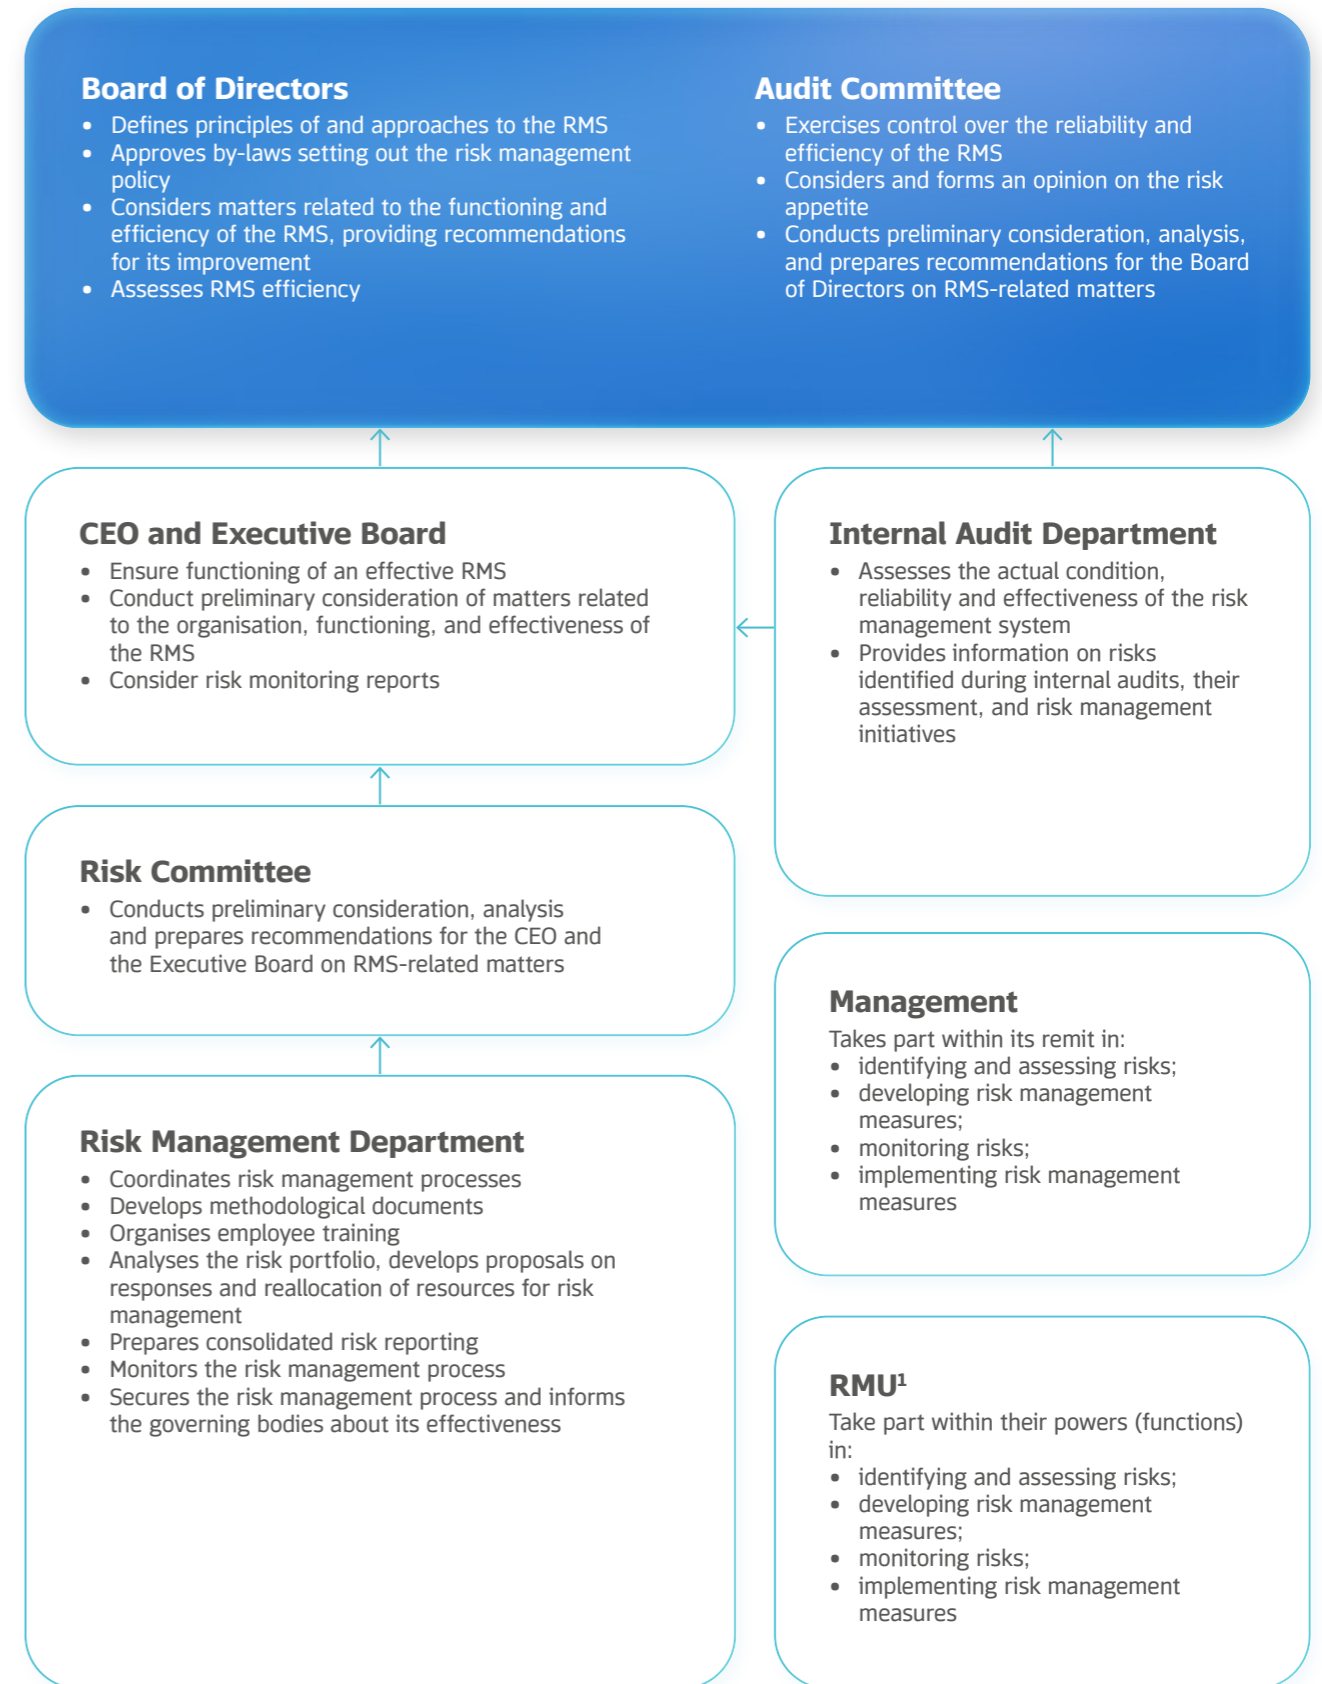 Board of Directors
• Defines principles of and approaches to the RMS
• Approves by-laws setting out the risk management
policy
• Considers matters related to the functioning and
efficiency of the RMS, providing recommendations
for its improvement
• Assesses RMS efficiency
Audit Committee
• Exercises control over the reliability and
efficiency of the RMS
• Considers and forms an opinion on the risk
appetite
• Conducts preliminary consideration, analysis,
and prepares recommendations for the Board
of Directors on RMS-related matters
CEO and Executive Board
• Ensure functioning of an effective RMS
• Conduct preliminary consideration of matters related
to the organisation, functioning, and effectiveness of
the RMS
• Consider risk monitoring reports
Internal Audit Department
• Assesses the actual condition,
reliability and effectiveness of the risk
management system
• Provides information on risks
identified during internal audits, their
assessment, and risk management
initiatives
Risk Committee
• Conducts preliminary consideration, analysis
and prepares recommendations for the CEO and
the Executive Board on RMS-related matters
Management
Takes part within its remit in:
• identifying and assessing risks;
• developing risk management
measures;
• monitoring risks;
• implementing risk management
measures
Risk Management Department
• Coordinates risk management processes
• Develops methodological documents
• Organises employee training
• Analyses the risk portfolio, develops proposals on
responses and reallocation of resources for risk
management
• Prepares consolidated risk reporting
• Monitors the risk management process
• Secures the risk management process and informs
the governing bodies about its effectiveness
RMU¹
Take part within their powers (functions)
in:
• identifying and assessing risks;
• developing risk management
measures;
• monitoring risks;
• implementing risk management
measures